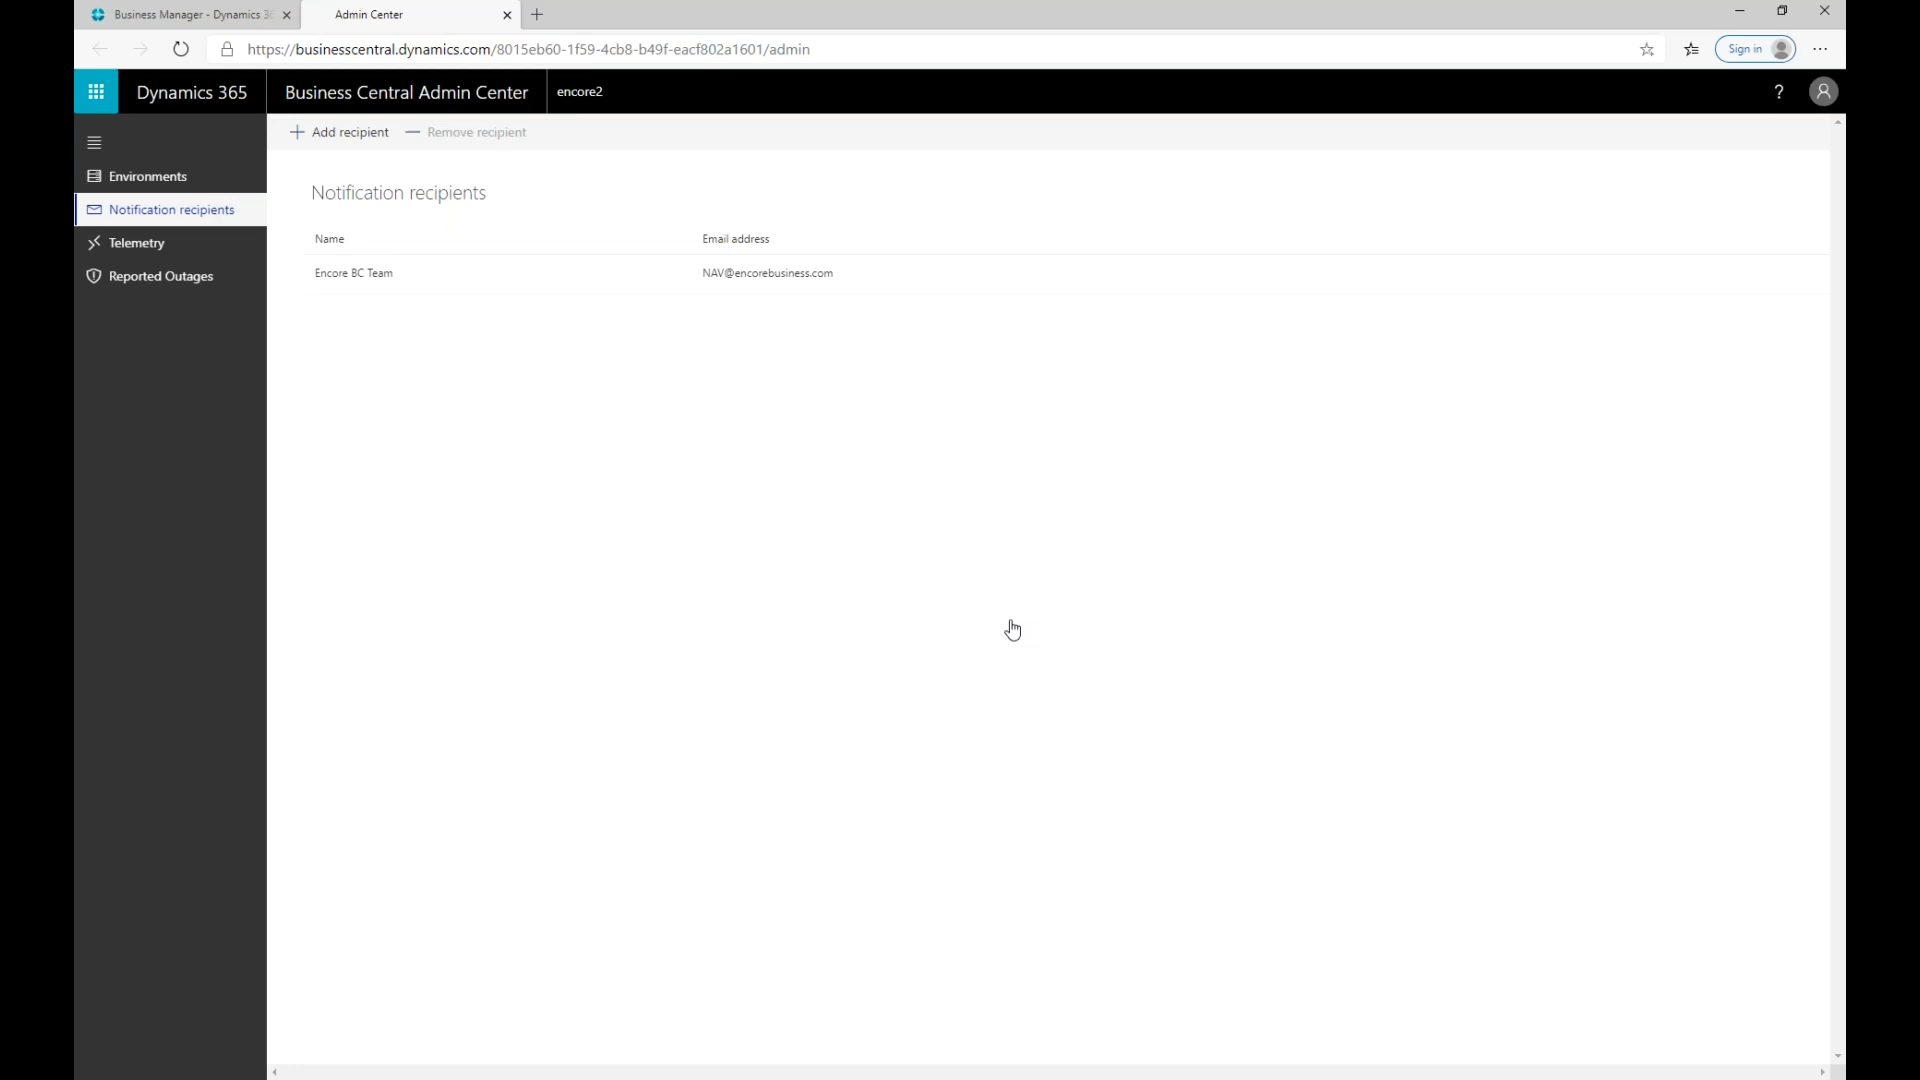 Business Manager - Dynamics 36
Admin Center
https://businesscentral.dynamics.com/8015eb60-1f59-4cb8-b49f-eacf802a1601/admin
Sign in
Dynamics 365
Business Central Admin Center
encore2
?
Add recipient
Remove recipient
Environments
Notification recipients
Telemetry
Reported Outages
Notification recipients
Name Email address
Encore BC Team NAV@encorebusiness.com